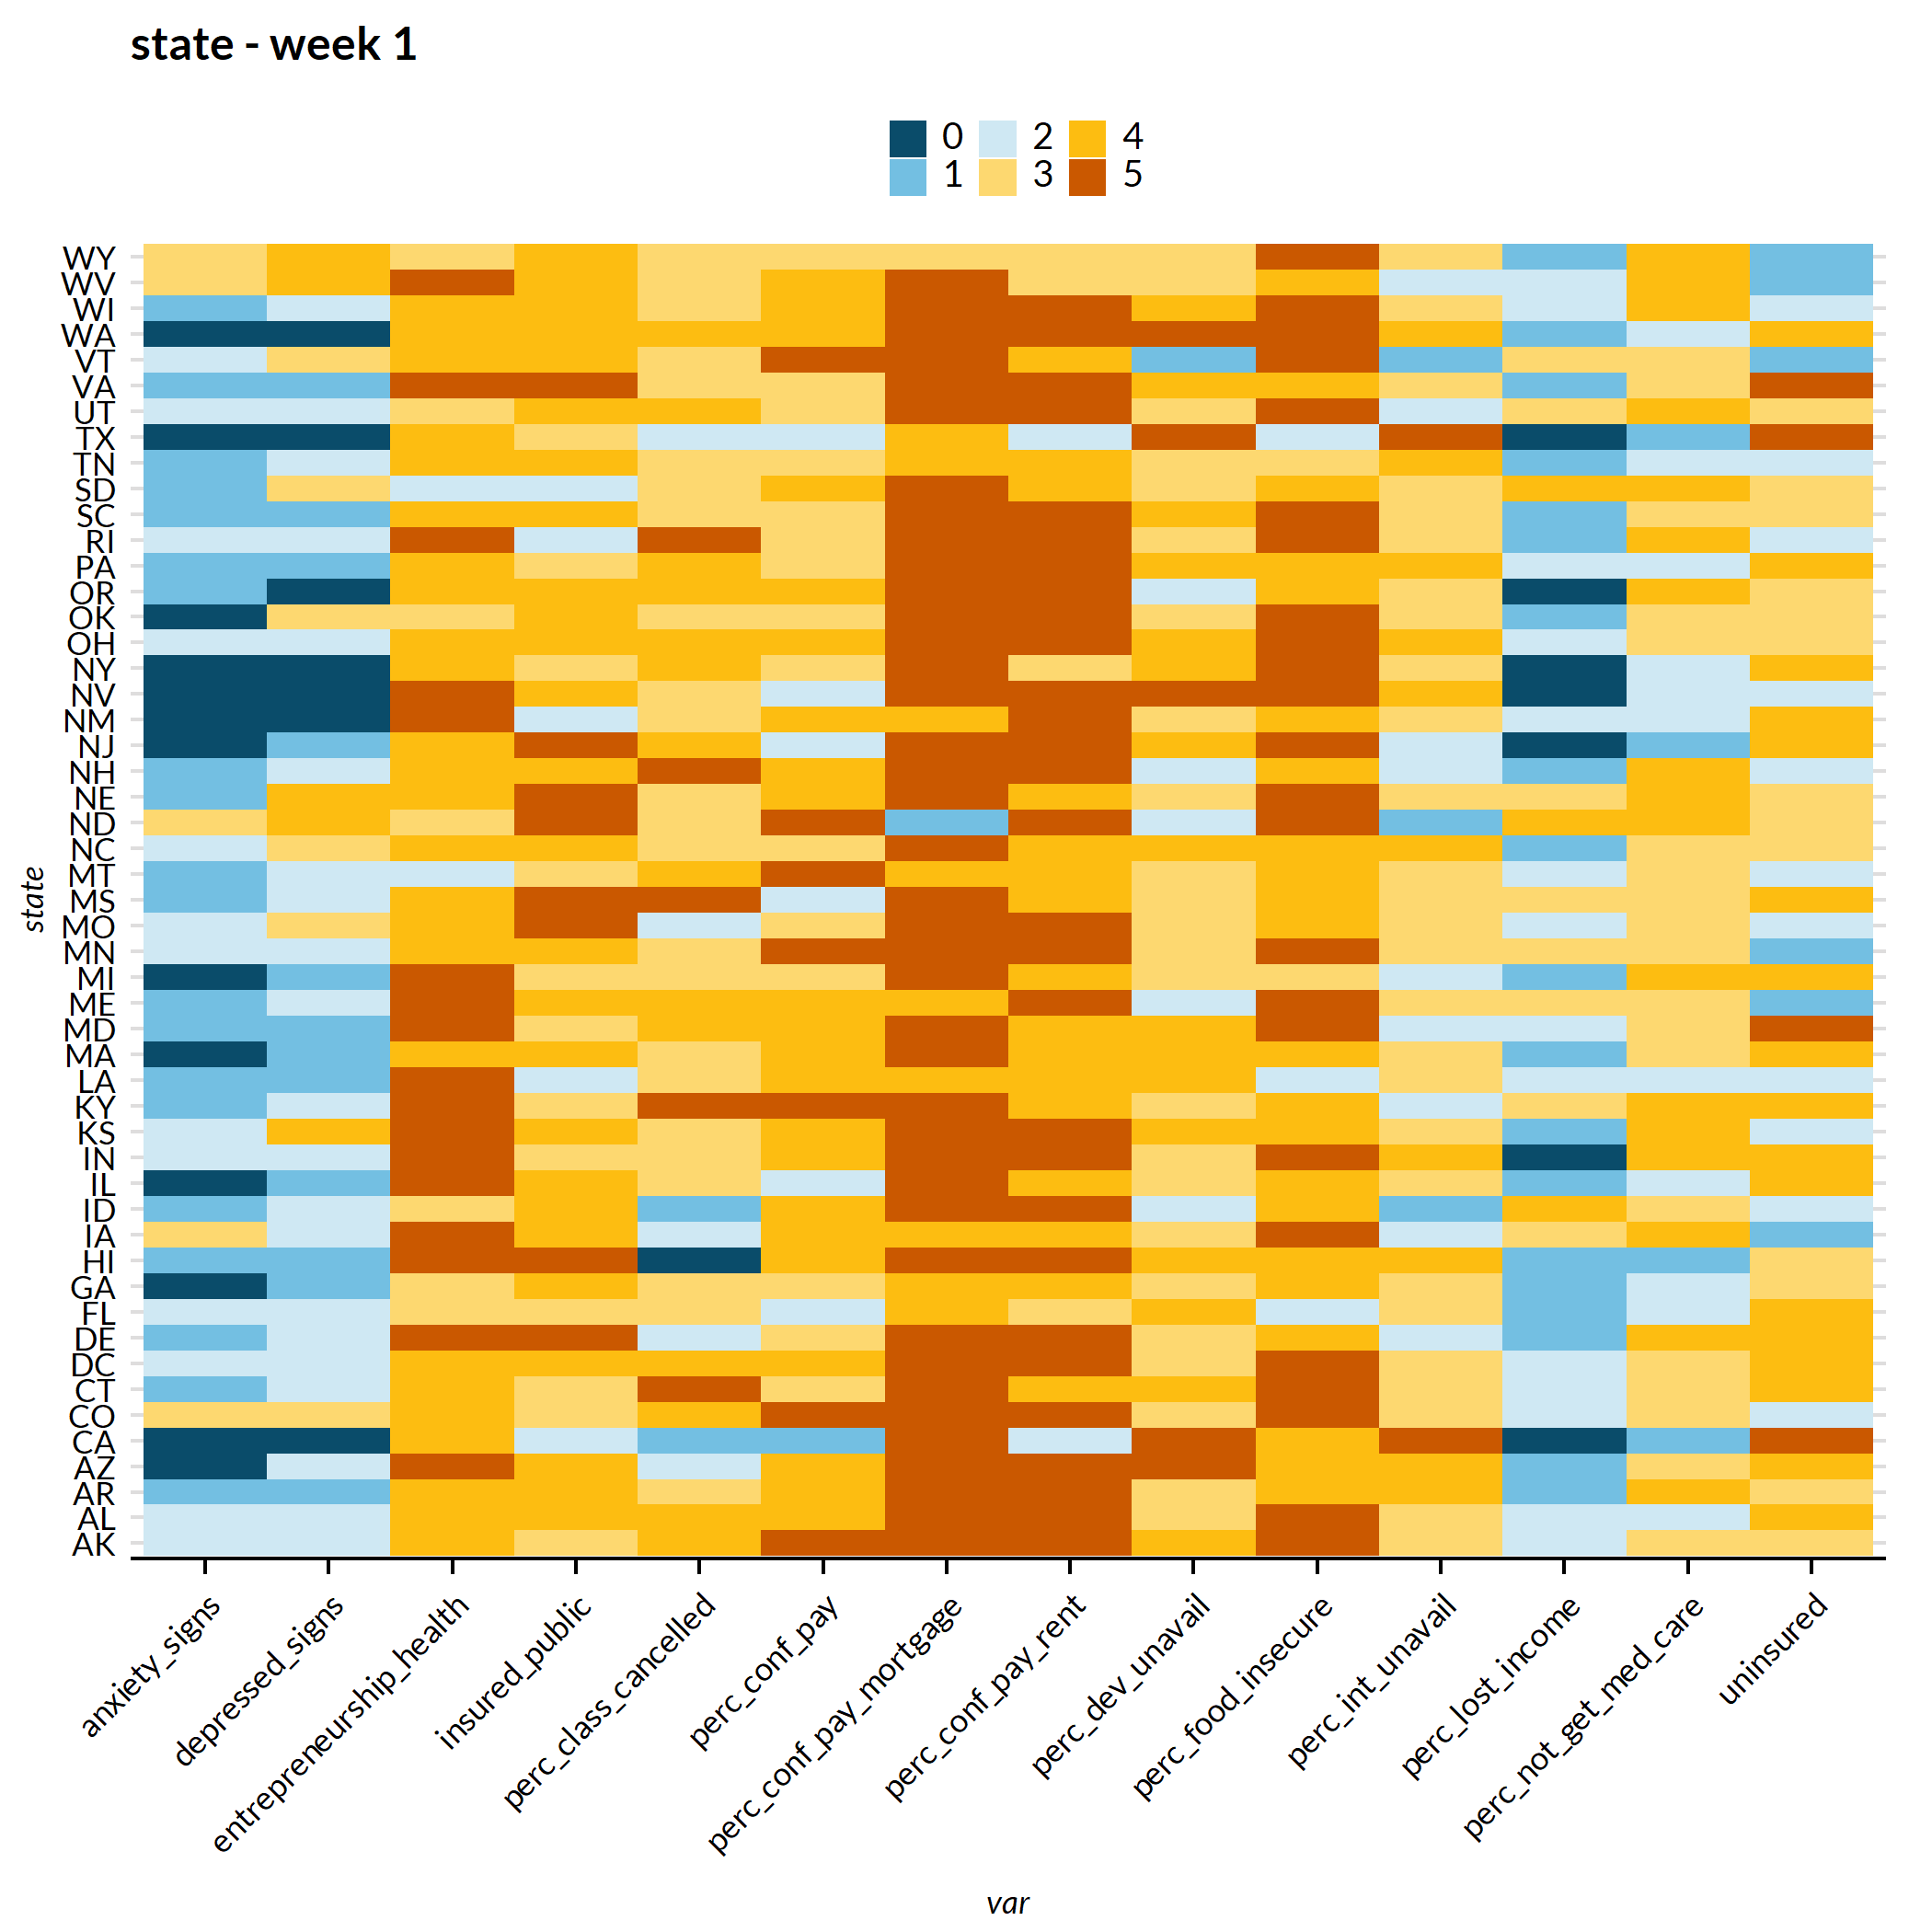 state - week 1
0 2 4
1 3 5
WY
WV
WI
WA
VT
VA
UT
TX
TN
SD
SC
RI
PA
OR
OK
OH
NY
NV
NM
NJ
NH
NE
ND
NC
MT
MS
MO
MN
MI
ME
MD
MA
LA
KY
KS
IN
IL
ID
IA
HI
GA
FL
DE
DC
CT
CO
CA
AZ
AR
AL
AK
state
anxiety_signs
depressed_signs
entrepreneurship_health
insured_public
perc_class_cancelled
perc_conf_pay
perc_conf_pay_mortgage
perc_conf_pay_rent
perc_dev_unavail
perc_food_insecure
perc_int_unavail
perc_lost_income
perc_not_get_med_care
uninsured
var